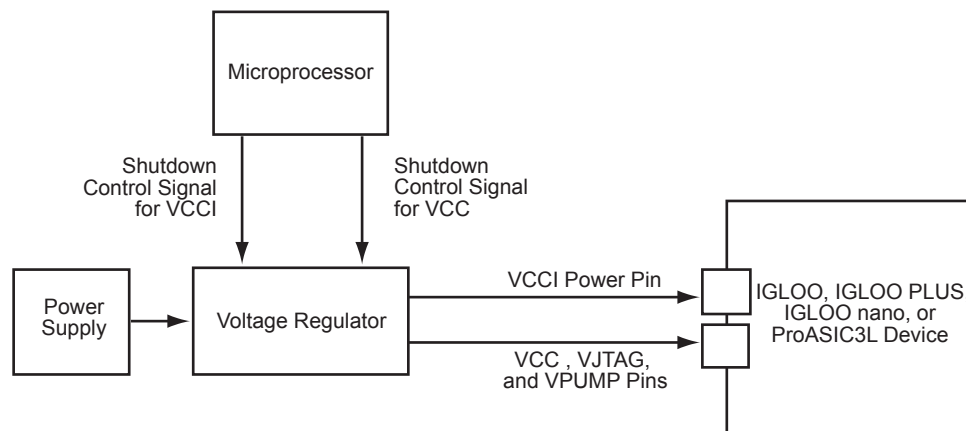 Microprocessor
Shutdown
Control Signal
for VCCI
Shutdown
Control Signal
for VCC
Power
Supply
Voltage Regulator
VCCI Power Pin
VCC , VJTAG,
and VPUMP Pins
IGLOO, IGLOO PLUS
IGLOO nano, or
ProASIC3L Device